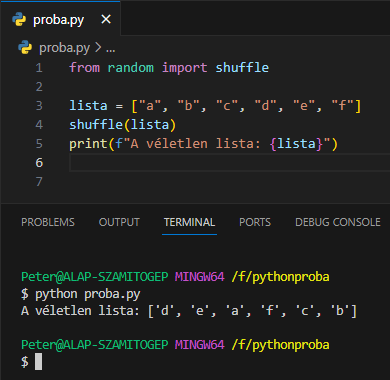 proba.py ×
proba.py > ...
1 from random import shuffle
2
3 lista = ["a", "b", "c", "d", "e", "f"]
4 shuffle(lista)
5 print(f"A véletlen lista: {lista}")
6
7
PROBLEMS OUTPUT TERMINAL PORTS DEBUG CONSOLE
Peter@ALAP-SZAMITOGEP MINGW64 /f/pythonproba
$ python proba.py
A véletlen lista: ['d', 'e', 'a', 'f', 'c', 'b']
Peter@ALAP-SZAMITOGEP MINGW64 /f/pythonproba
$